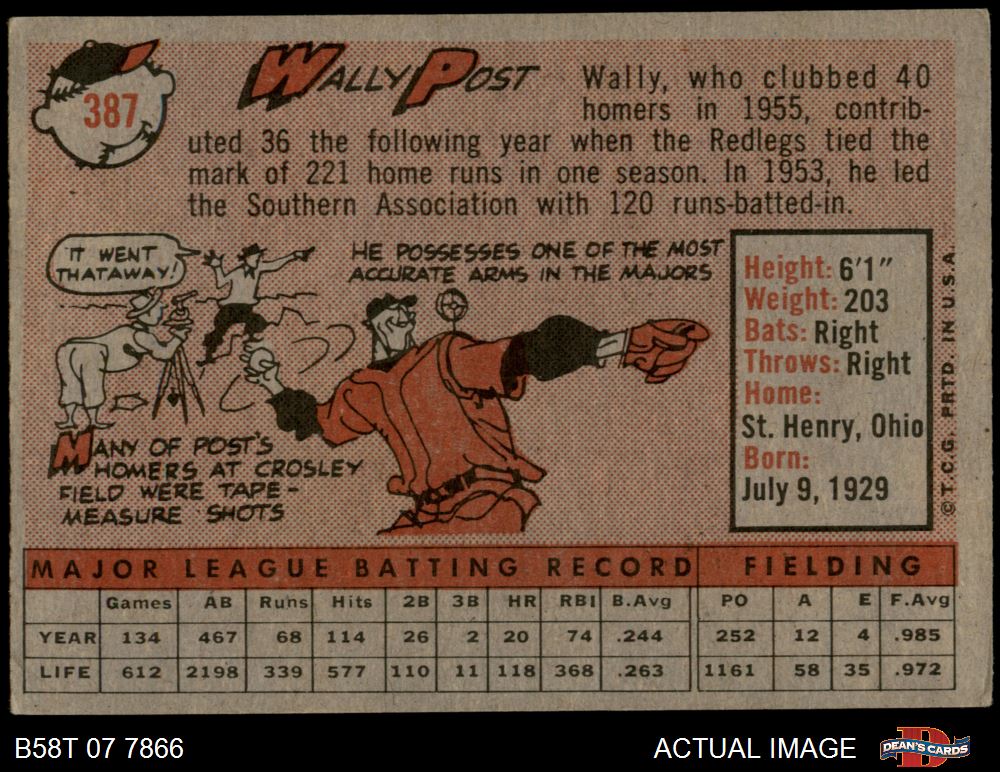 387
WALLY POST
Wally, who clubbed 40
homers in 1955, contrib-
uted 36 the following year when the Redlegs tied the
mark of 221 home runs in one season. In 1953, he led
the Southern Association with 120 runs-batted-in.
IT WENT
THATAWAY!
HE POSSESSES ONE OF THE MOST
ACCURATE ARMS IN THE MAJORS
MANY OF POST'S
HOMERS AT CROSLEY
FIELD WERE TAPE-
MEASURE SHOTS
Height: 6'1"
Weight: 203
Bats: Right
Throws: Right
Home:
St. Henry, Ohio
Born:
July 9, 1929
© T.C.G. PRTD. IN U.S.A.
MAJOR LEAGUE BATTING RECORD FIELDING
Games AB Runs Hits 2B 3B HR RBI B.Avg PO A E F.Avg
YEAR 134 467 68 114 26 2 20 74 .244 252 12 4 .985
LIFE 612 2198 339 577 110 11 118 368 .263 1161 58 35 .972
B58T 07 7866
ACTUAL IMAGE
D
DEAN'S CARDS